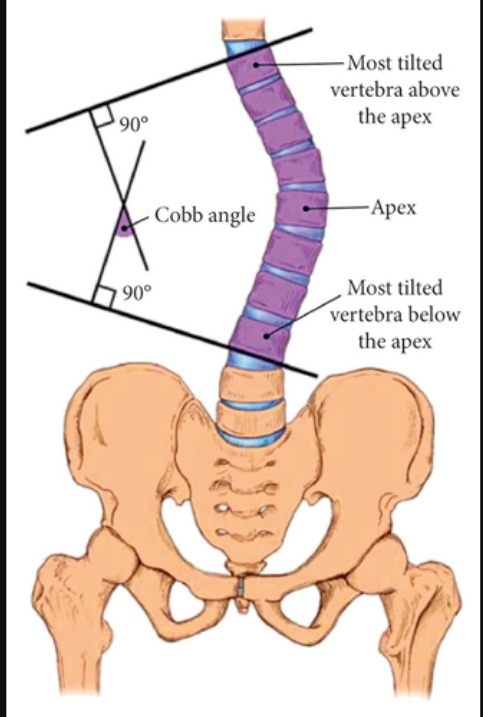 Most tilted
vertebra above
the apex
90°
Cobb angle
Apex
90°
Most tilted
vertebra below
the apex